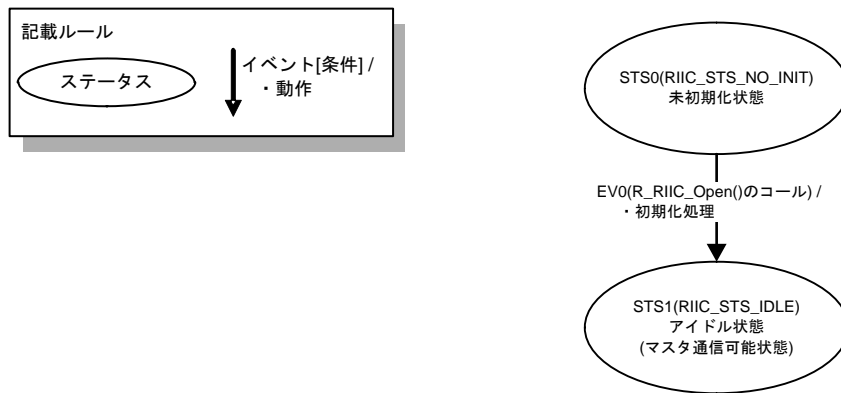 記載ルール
ステータス
イベント[条件] /
・動作
STS0(RIIC_STS_NO_INIT)
未初期化状態
EV0(R_RIIC_Open()のコール) /
・初期化処理
STS1(RIIC_STS_IDLE)
アイドル状態
(マスタ通信可能状態)